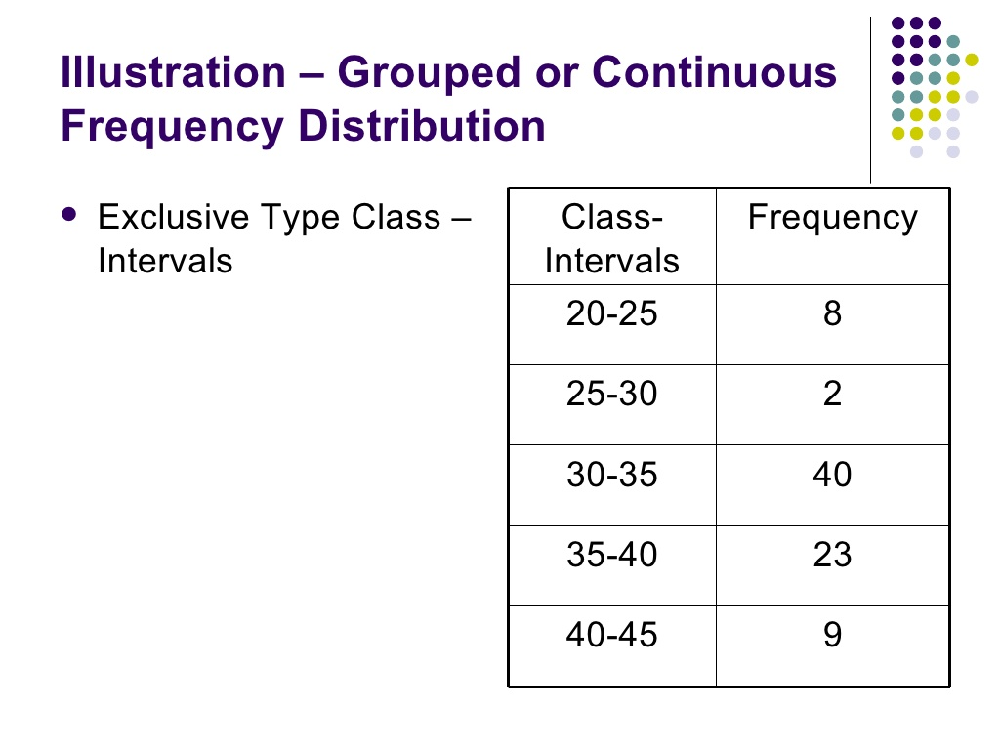 Illustration – Grouped or Continuous
Frequency Distribution
Exclusive Type Class –
Intervals
Class-
Intervals
Frequency
20-25 8
25-30 2
30-35 40
35-40 23
40-45 9